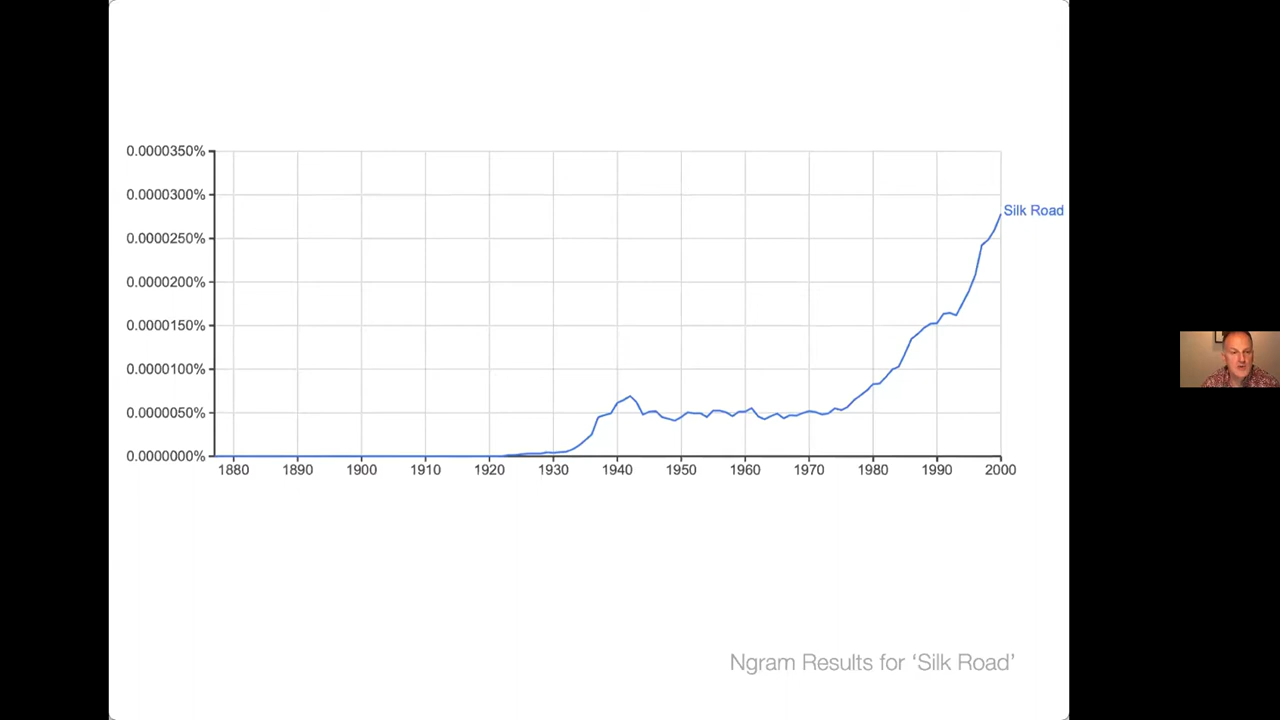 0.0000350%
0.0000300%
0.0000250%
0.0000200%
0.0000150%
0.0000100%
0.0000050%
0.0000000%
Silk Road
1880 1890 1900 1910 1920 1930 1940 1950 1960 1970 1980 1990 2000
Ngram Results for ‘Silk Road’